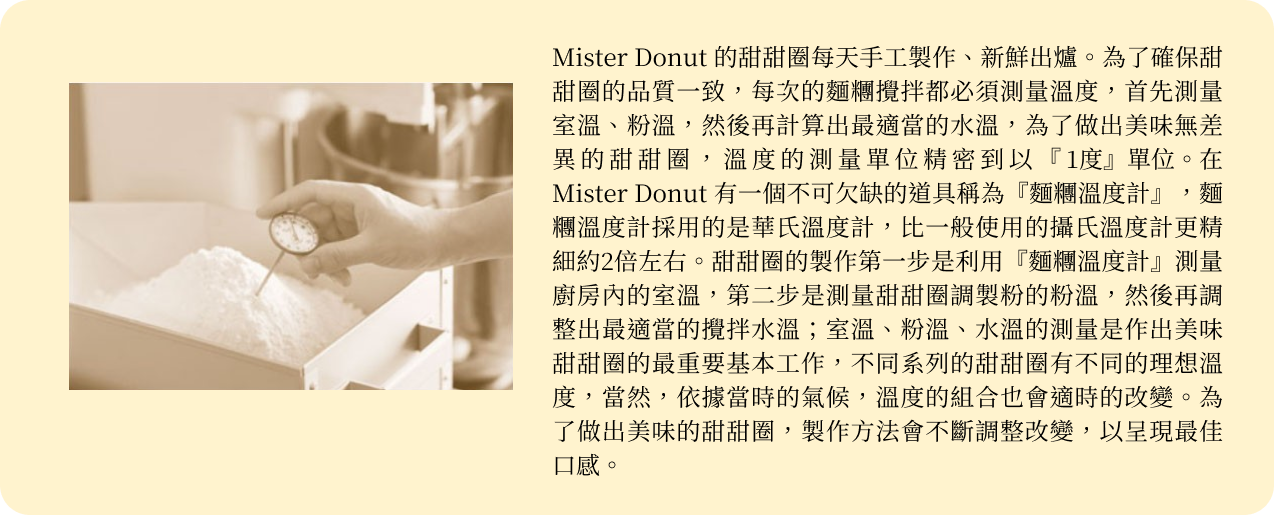 Mister Donut 的甜甜圈每天手工製作、新鮮出爐。為了確保甜
甜圈的品質一致，每次的麵糰攪拌都必須測量溫度，首先測量
室溫、粉溫，然後再計算出最適當的水溫，為了做出美味無差
異的甜甜圈，溫度的測量單位精密到以『1度』單位。在
Mister Donut 有一個不可欠缺的道具稱為『麵糰溫度計』，麵
糰溫度計採用的是華氏溫度計，比一般使用的攝氏溫度計更精
細約2倍左右。甜甜圈的製作第一步是利用『麵糰溫度計』測量
廚房內的室溫，第二步是測量甜甜圈調製粉的粉溫，然後再調
整出最適當的攪拌水溫；室溫、粉溫、水溫的測量是作出美味
甜甜圈的最重要基本工作，不同系列的甜甜圈有不同的理想溫
度，當然，依據當時的氣候，溫度的組合也會適時的改變。為
了做出美味的甜甜圈，製作方法會不斷調整改變，以呈現最佳
口感。